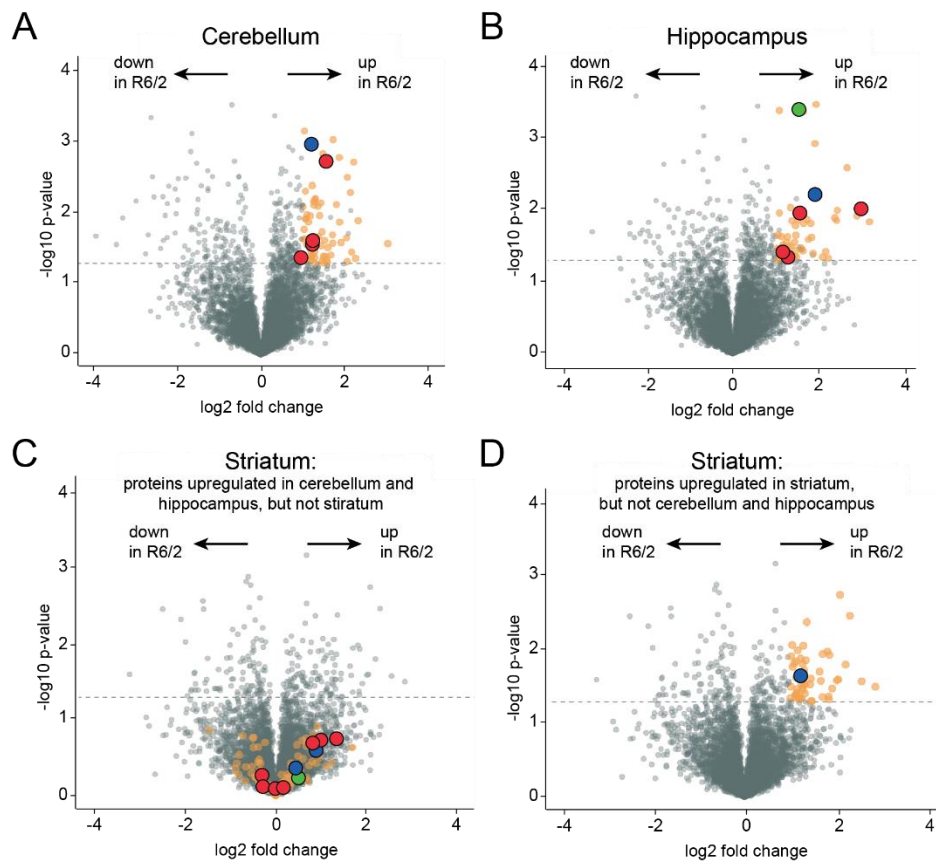 A
Cerebellum
down
in R6/2
up
in R6/2
4
3
2
1
0
-log10 p-value
-4
-2
0
2
4
log2 fold change
B
Hippocampus
down
in R6/2
up
in R6/2
4
3
2
1
0
-log10 p-value
-4
-2
0
2
4
log2 fold change
C
Striatum:
proteins upregulated in cerebellum and
hippocampus, but not stiratum
down
in R6/2
up
in R6/2
4
3
2
1
0
-log10 p-value
-4
-2
0
2
4
log2 fold change
D
Striatum:
proteins upregulated in striatum,
but not cerebellum and hippocampus
down
in R6/2
up
in R6/2
4
3
2
1
0
-log10 p-value
-4
-2
0
2
4
log2 fold change